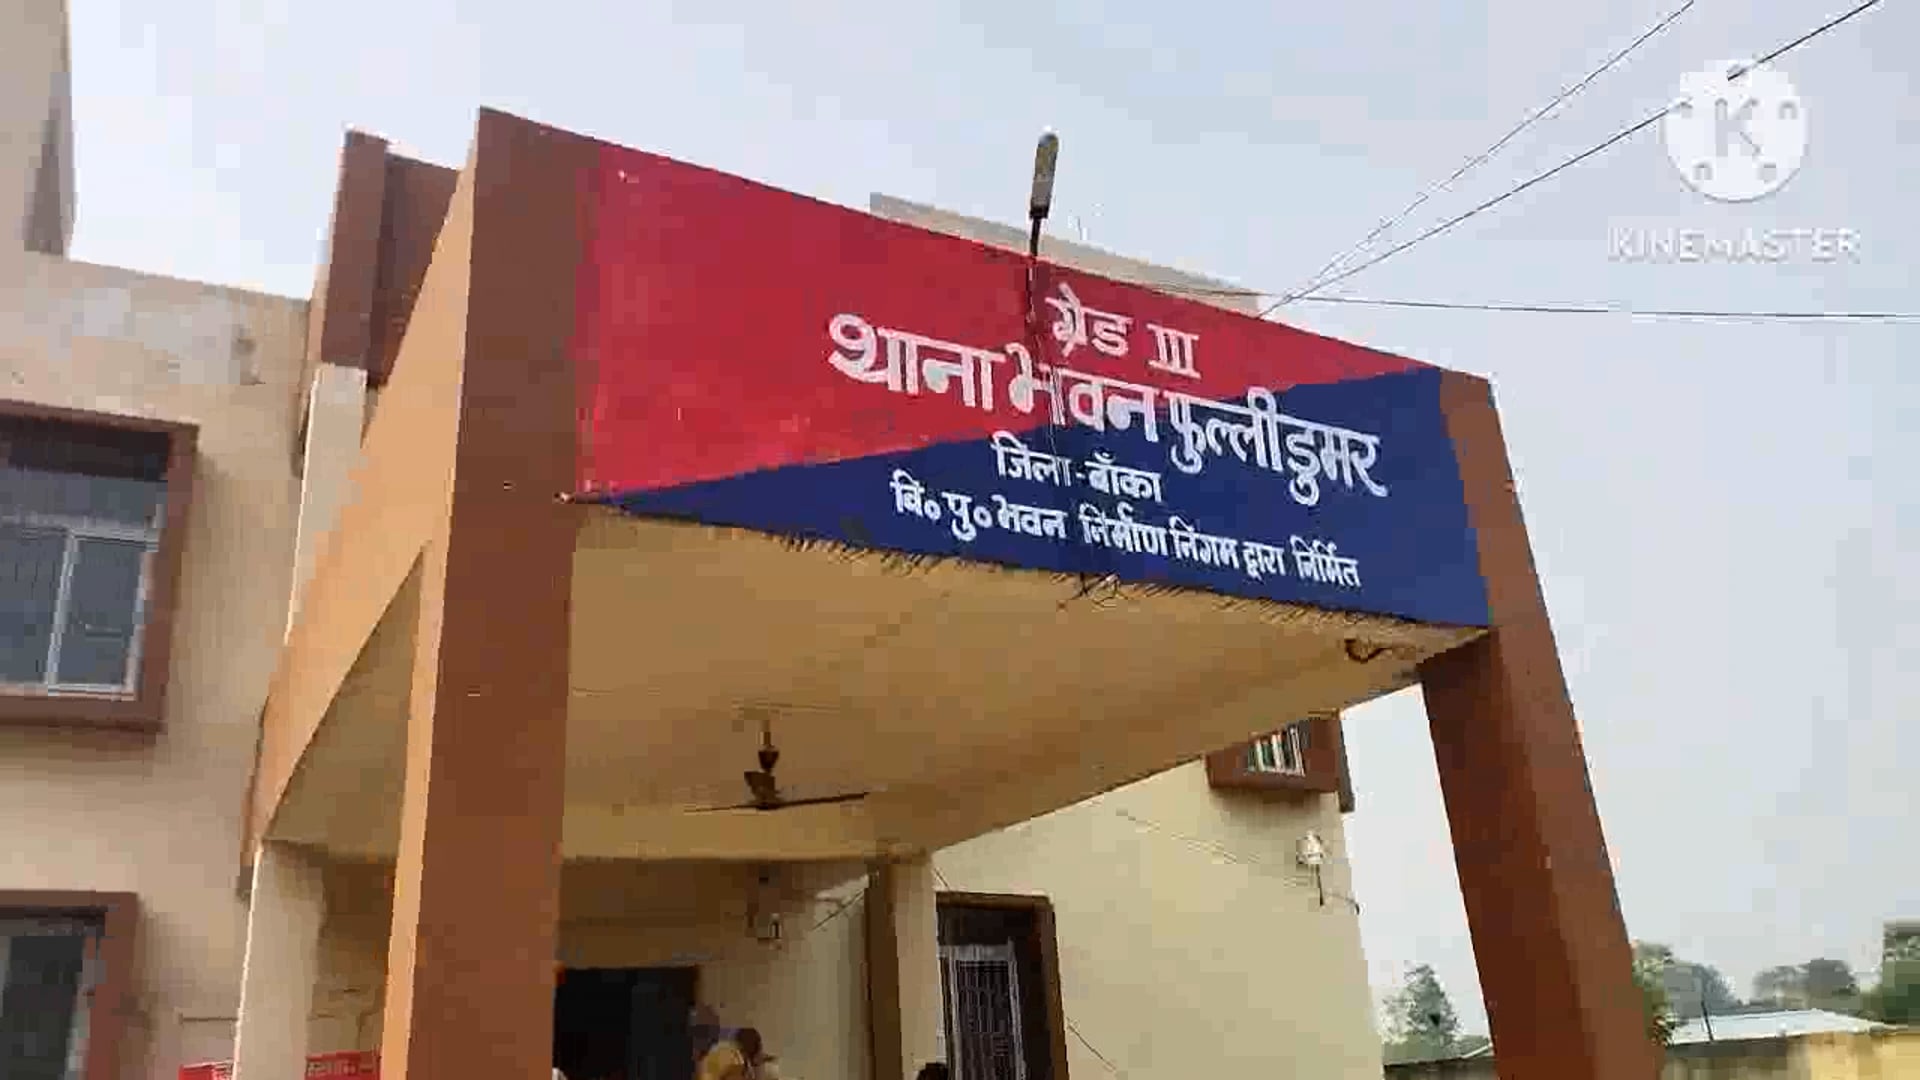 ग्रेड III
थाना भवन फुल्लीडुमर
जिला-बाँका
बि० पु० भवन निर्माण निगम द्वारा निर्मित
K
KINEMASTER